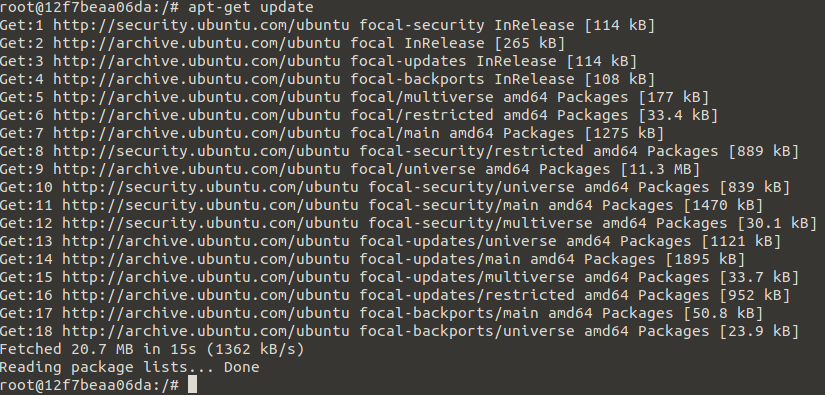 root@12f7beaa06da:/# apt-get update
Get:1 http://security.ubuntu.com/ubuntu focal-security InRelease [114 kB]
Get:2 http://archive.ubuntu.com/ubuntu focal InRelease [265 kB]
Get:3 http://archive.ubuntu.com/ubuntu focal-updates InRelease [114 kB]
Get:4 http://archive.ubuntu.com/ubuntu focal-backports InRelease [108 kB]
Get:5 http://archive.ubuntu.com/ubuntu focal/multiverse amd64 Packages [177 kB]
Get:6 http://archive.ubuntu.com/ubuntu focal/restricted amd64 Packages [33.4 kB]
Get:7 http://archive.ubuntu.com/ubuntu focal/main amd64 Packages [1275 kB]
Get:8 http://security.ubuntu.com/ubuntu focal-security/restricted amd64 Packages [889 kB]
Get:9 http://archive.ubuntu.com/ubuntu focal/universe amd64 Packages [11.3 MB]
Get:10 http://security.ubuntu.com/ubuntu focal-security/universe amd64 Packages [839 kB]
Get:11 http://security.ubuntu.com/ubuntu focal-security/main amd64 Packages [1470 kB]
Get:12 http://security.ubuntu.com/ubuntu focal-security/multiverse amd64 Packages [30.1 kB]
Get:13 http://archive.ubuntu.com/ubuntu focal-updates/universe amd64 Packages [1121 kB]
Get:14 http://archive.ubuntu.com/ubuntu focal-updates/main amd64 Packages [1895 kB]
Get:15 http://archive.ubuntu.com/ubuntu focal-updates/multiverse amd64 Packages [33.7 kB]
Get:16 http://archive.ubuntu.com/ubuntu focal-updates/restricted amd64 Packages [952 kB]
Get:17 http://archive.ubuntu.com/ubuntu focal-backports/main amd64 Packages [50.8 kB]
Get:18 http://archive.ubuntu.com/ubuntu focal-backports/universe amd64 Packages [23.9 kB]
Fetched 20.7 MB in 15s (1362 kB/s)
Reading package lists... Done
root@12f7beaa06da:/#